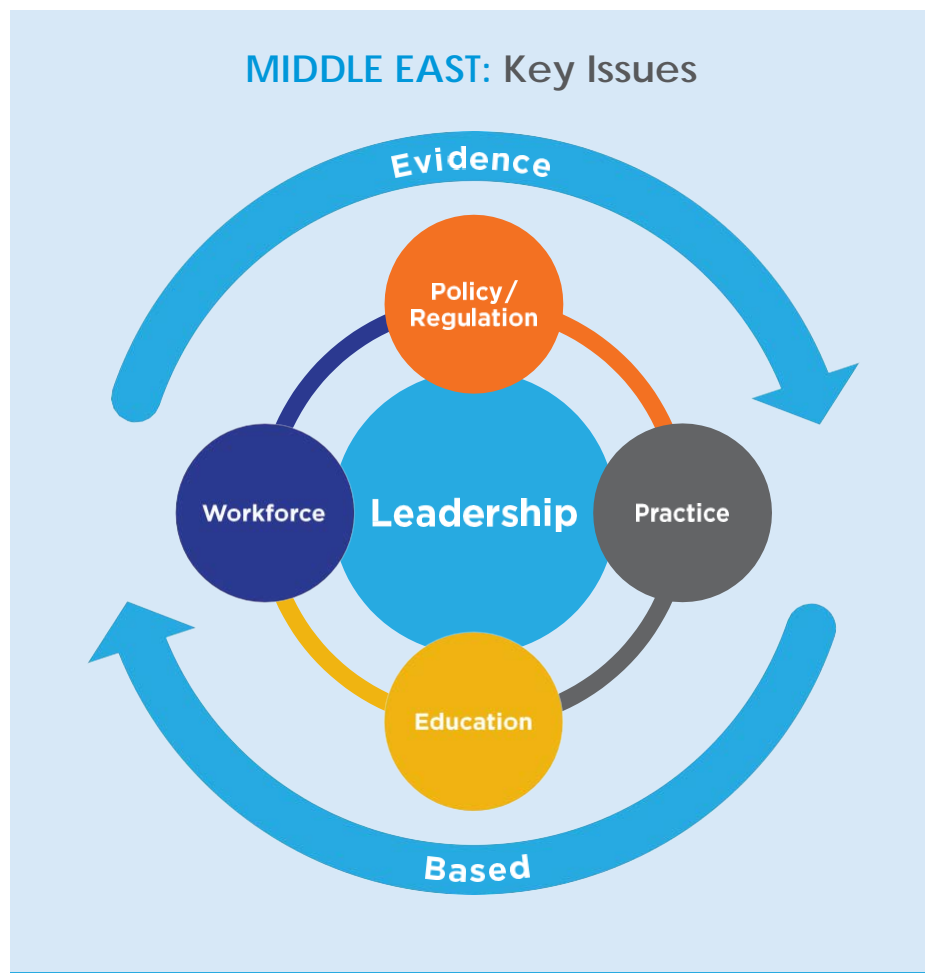 MIDDLE EAST: Key Issues
Evidence
Policy/
Regulation
Workforce
Leadership
Practice
Education
Based